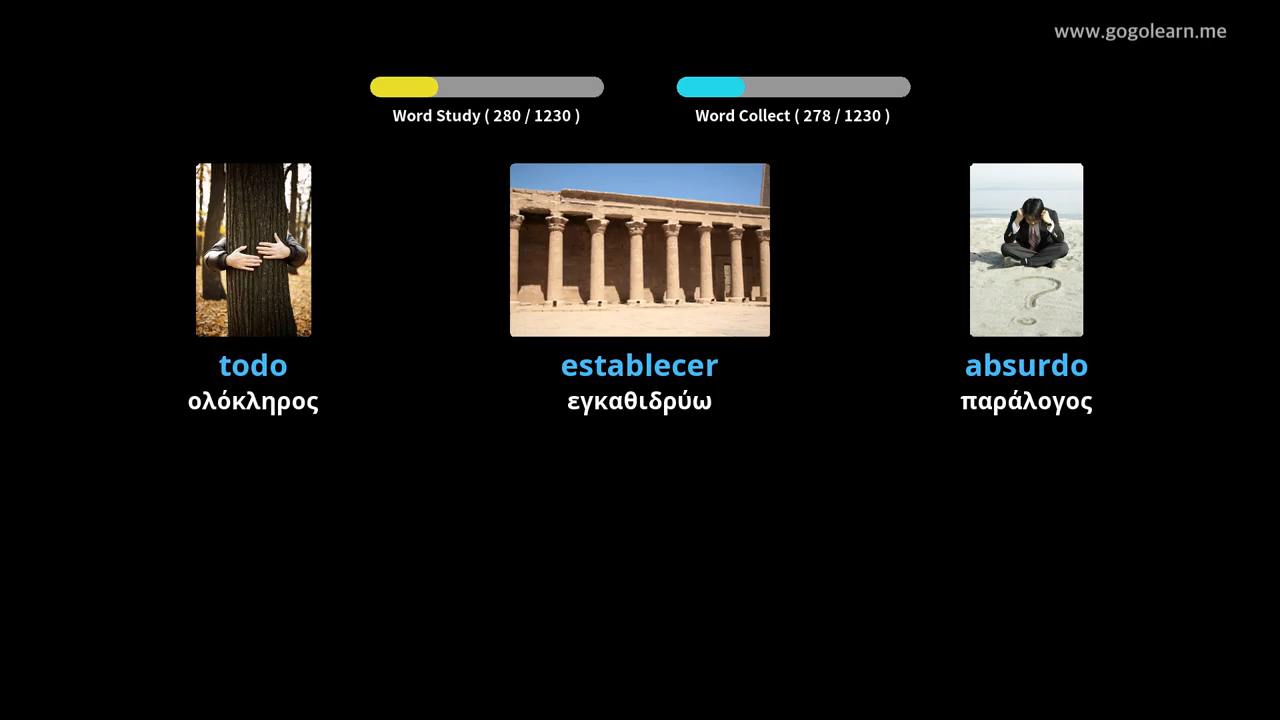 www.gogolearn.me
Word Study ( 280 / 1230 )
Word Collect ( 278 / 1230 )
todo
ολόκληρος
establecer
εγκαθιδρύω
absurdo
παράλογος